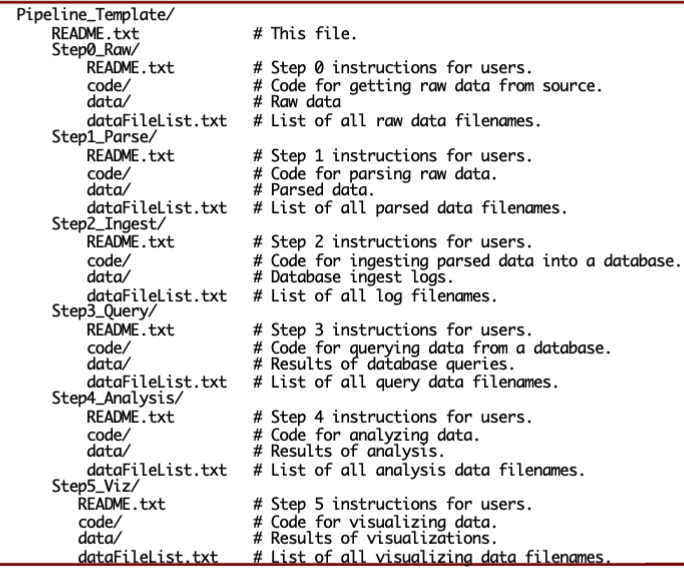 Pipeline_Template/
README.txt # This file.
Step0_Raw/
README.txt # Step 0 instructions for users.
code/ # Code for getting raw data from source.
data/ # Raw data
dataFileList.txt # List of all raw data filenames.
Step1_Parse/
README.txt # Step 1 instructions for users.
code/ # Code for parsing raw data.
data/ # Parsed data.
dataFileList.txt # List of all parsed data filenames.
Step2_Ingest/
README.txt # Step 2 instructions for users.
code/ # Code for ingesting parsed data into a database.
data/ # Database ingest logs.
dataFileList.txt # List of all log filenames.
Step3_Query/
README.txt # Step 3 instructions for users.
code/ # Code for querying data from a database.
data/ # Results of database queries.
dataFileList.txt # List of all query data filenames.
Step4_Analysis/
README.txt # Step 4 instructions for users.
code/ # Code for analyzing data.
data/ # Results of analysis.
dataFileList.txt # List of all analysis data filenames.
Step5_Viz/
README.txt # Step 5 instructions for users.
code/ # Code for visualizing data.
data/ # Results of visualizations.
dataFileList.txt # List of all visualizing data filenames.